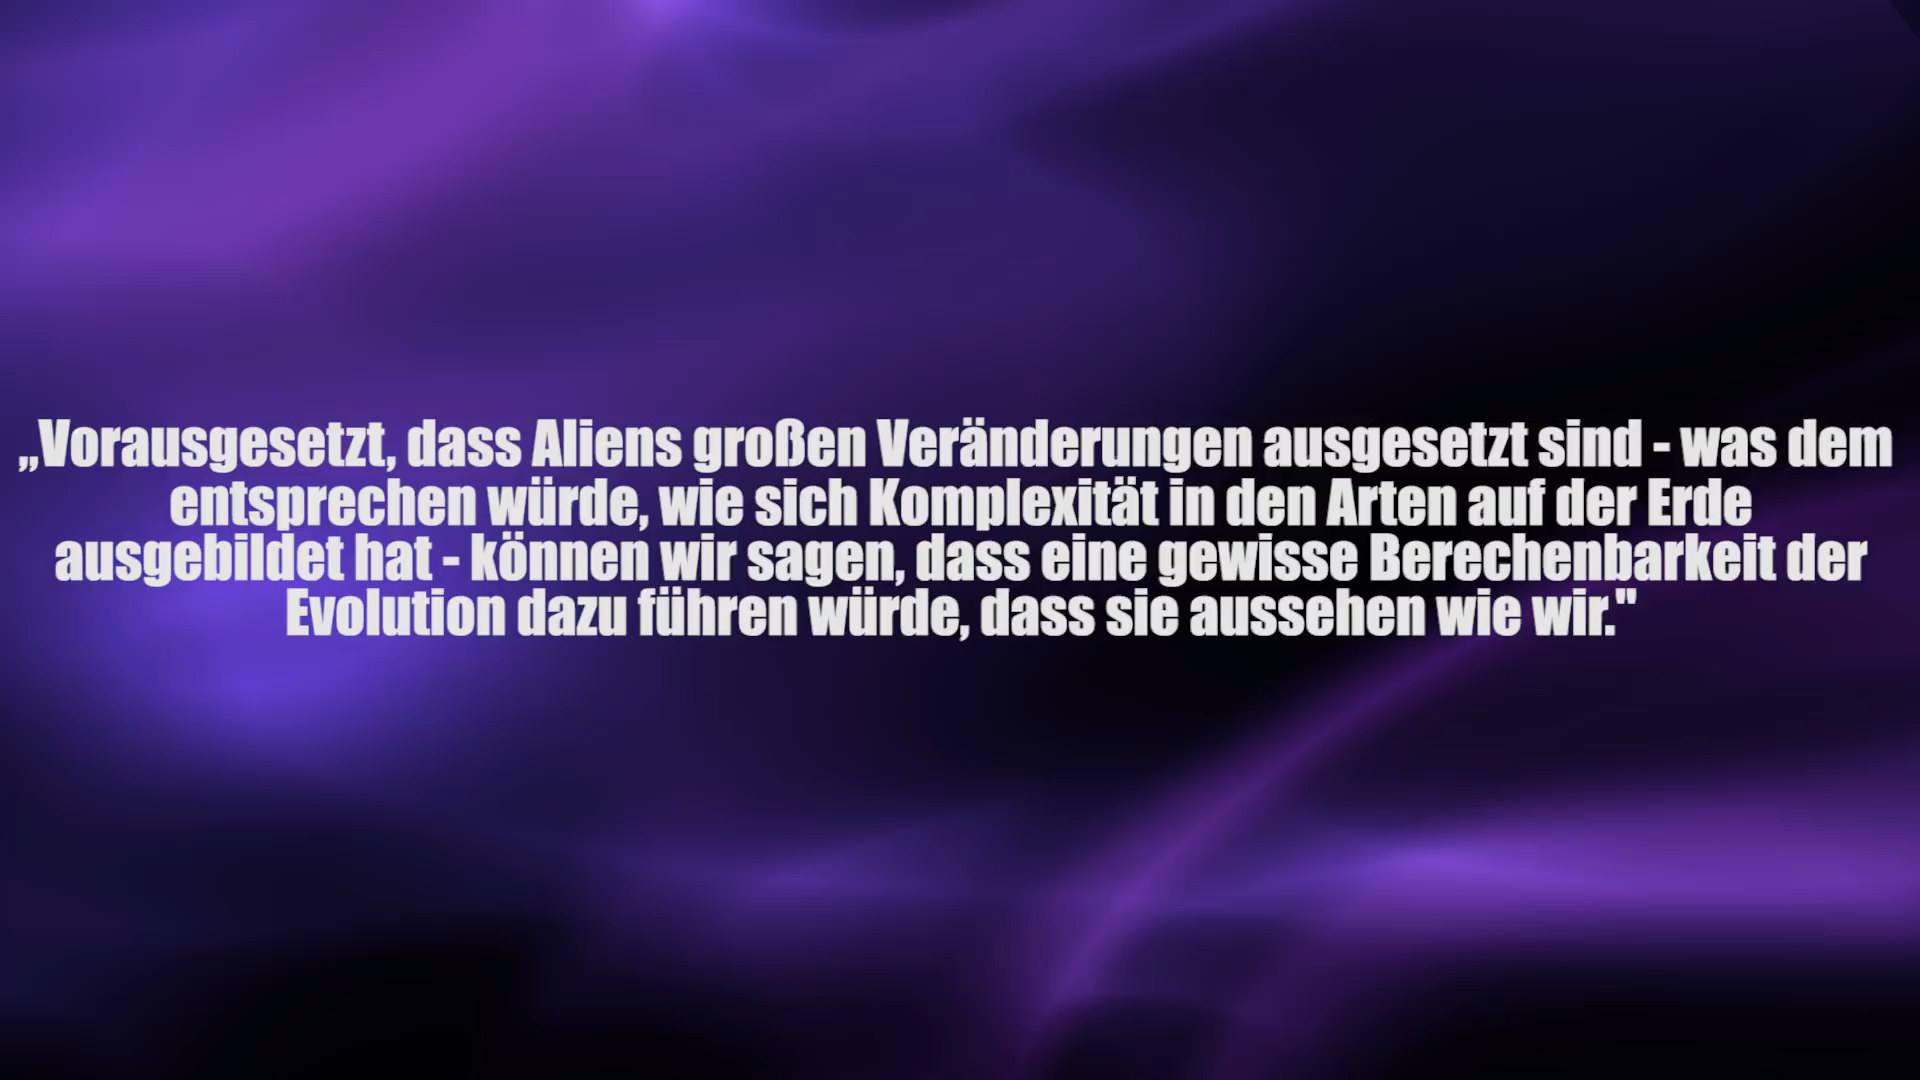 „Vorausgesetzt, dass Aliens großen Veränderungen ausgesetzt sind - was dem
entsprechen würde, wie sich Komplexität in den Arten auf der Erde
ausgebildet hat - können wir sagen, dass eine gewisse Berechenbarkeit der
Evolution dazu führen würde, dass sie aussehen wie wir."